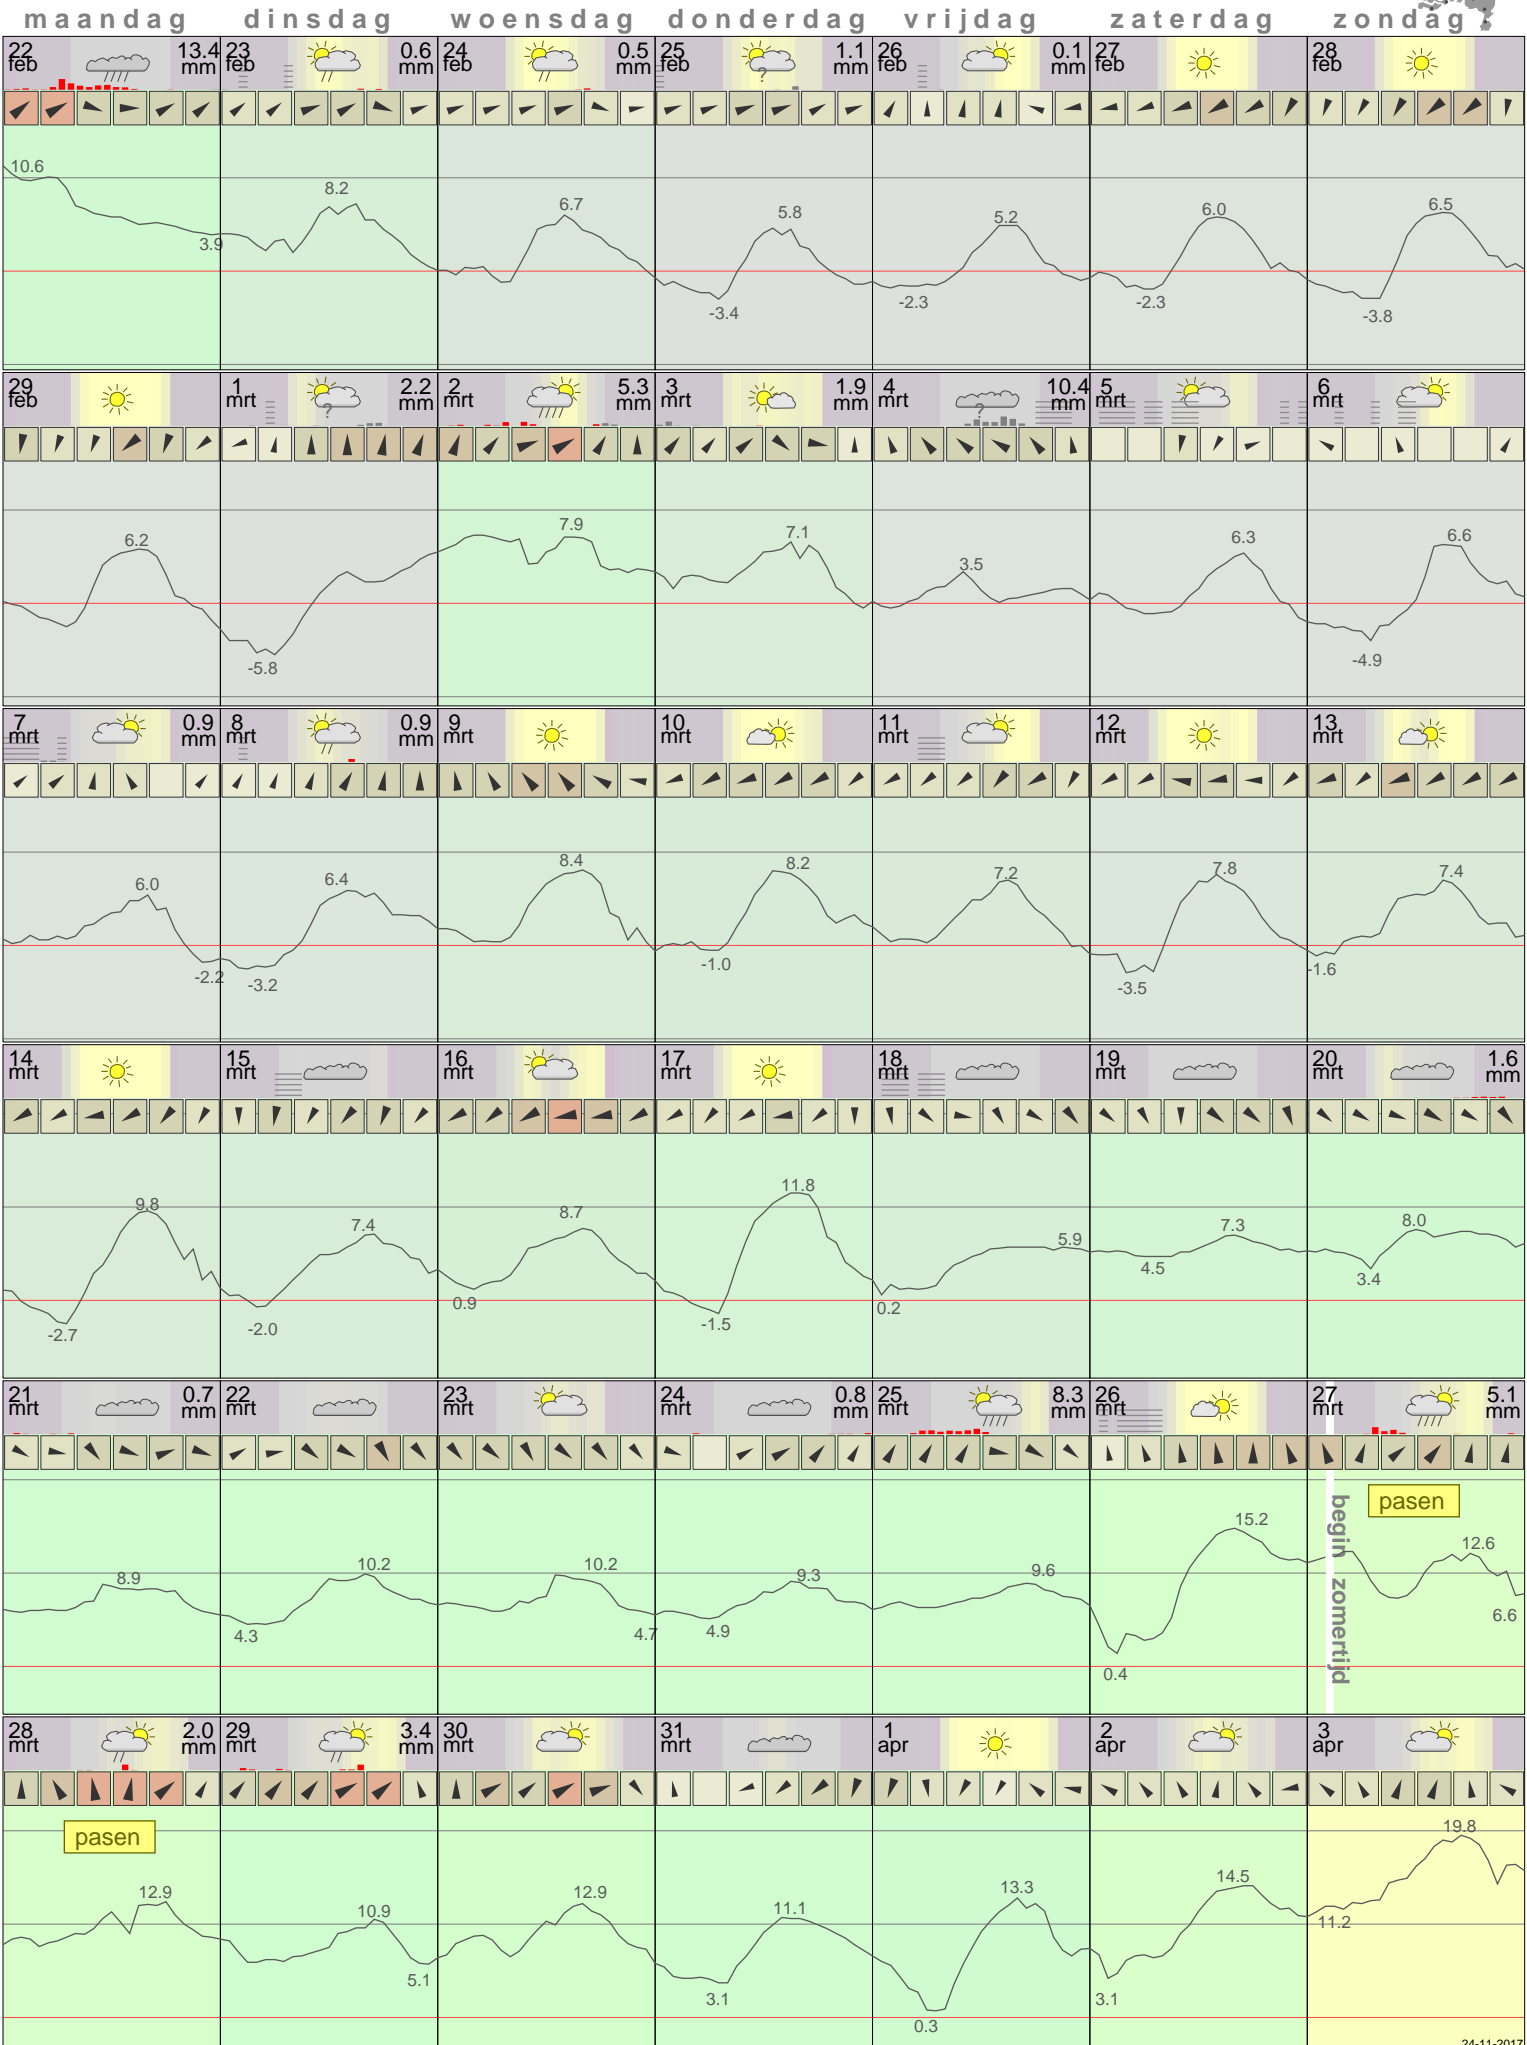 maandag dinsdag woensdag donderdag vrijdag zaterdag zondag
22 feb 13.4 mm 23 feb 0.6 mm 24 feb 0.5 mm 25 feb ? 1.1 mm 26 feb 0.1 mm 27 feb 28 feb
10.6 3.9 8.2 6.7 -3.4 5.8 -2.3 5.2 -2.3 6.0 -3.8 6.5
29 feb 1 mrt ? 2.2 mm 2 mrt 5.3 mm 3 mrt 1.9 mm 4 mrt ? 10.4 mm 5 mrt 6 mrt
6.2 -5.8 7.9 7.1 3.5 6.3 -4.9 6.6
7 mrt 0.9 mm 8 mrt 0.9 mm 9 mrt 10 mrt 11 mrt 12 mrt 13 mrt
6.0 -2.2 -3.2 6.4 8.4 -1.0 8.2 7.2 -3.5 7.8 -1.6 7.4
14 mrt 15 mrt 16 mrt 17 mrt 18 mrt 19 mrt 20 mrt 1.6 mm
-2.7 9.8 -2.0 7.4 0.9 8.7 -1.5 11.8 0.2 5.9 4.5 7.3 3.4 8.0
21 mrt 0.7 mm 22 mrt 23 mrt 24 mrt 0.8 mm 25 mrt 8.3 mm 26 mrt 27 mrt 5.1 mm
pasen
begin zomertijd
8.9 4.3 10.2 10.2 4.7 4.9 9.3 9.6 0.4 15.2 12.6 6.6
28 mrt 2.0 mm 29 mrt 3.4 mm 30 mrt 31 mrt 1 apr 2 apr 3 apr
pasen
12.9 10.9 5.1 12.9 3.1 11.1 0.3 13.3 3.1 14.5 11.2 19.8
24-11-2017